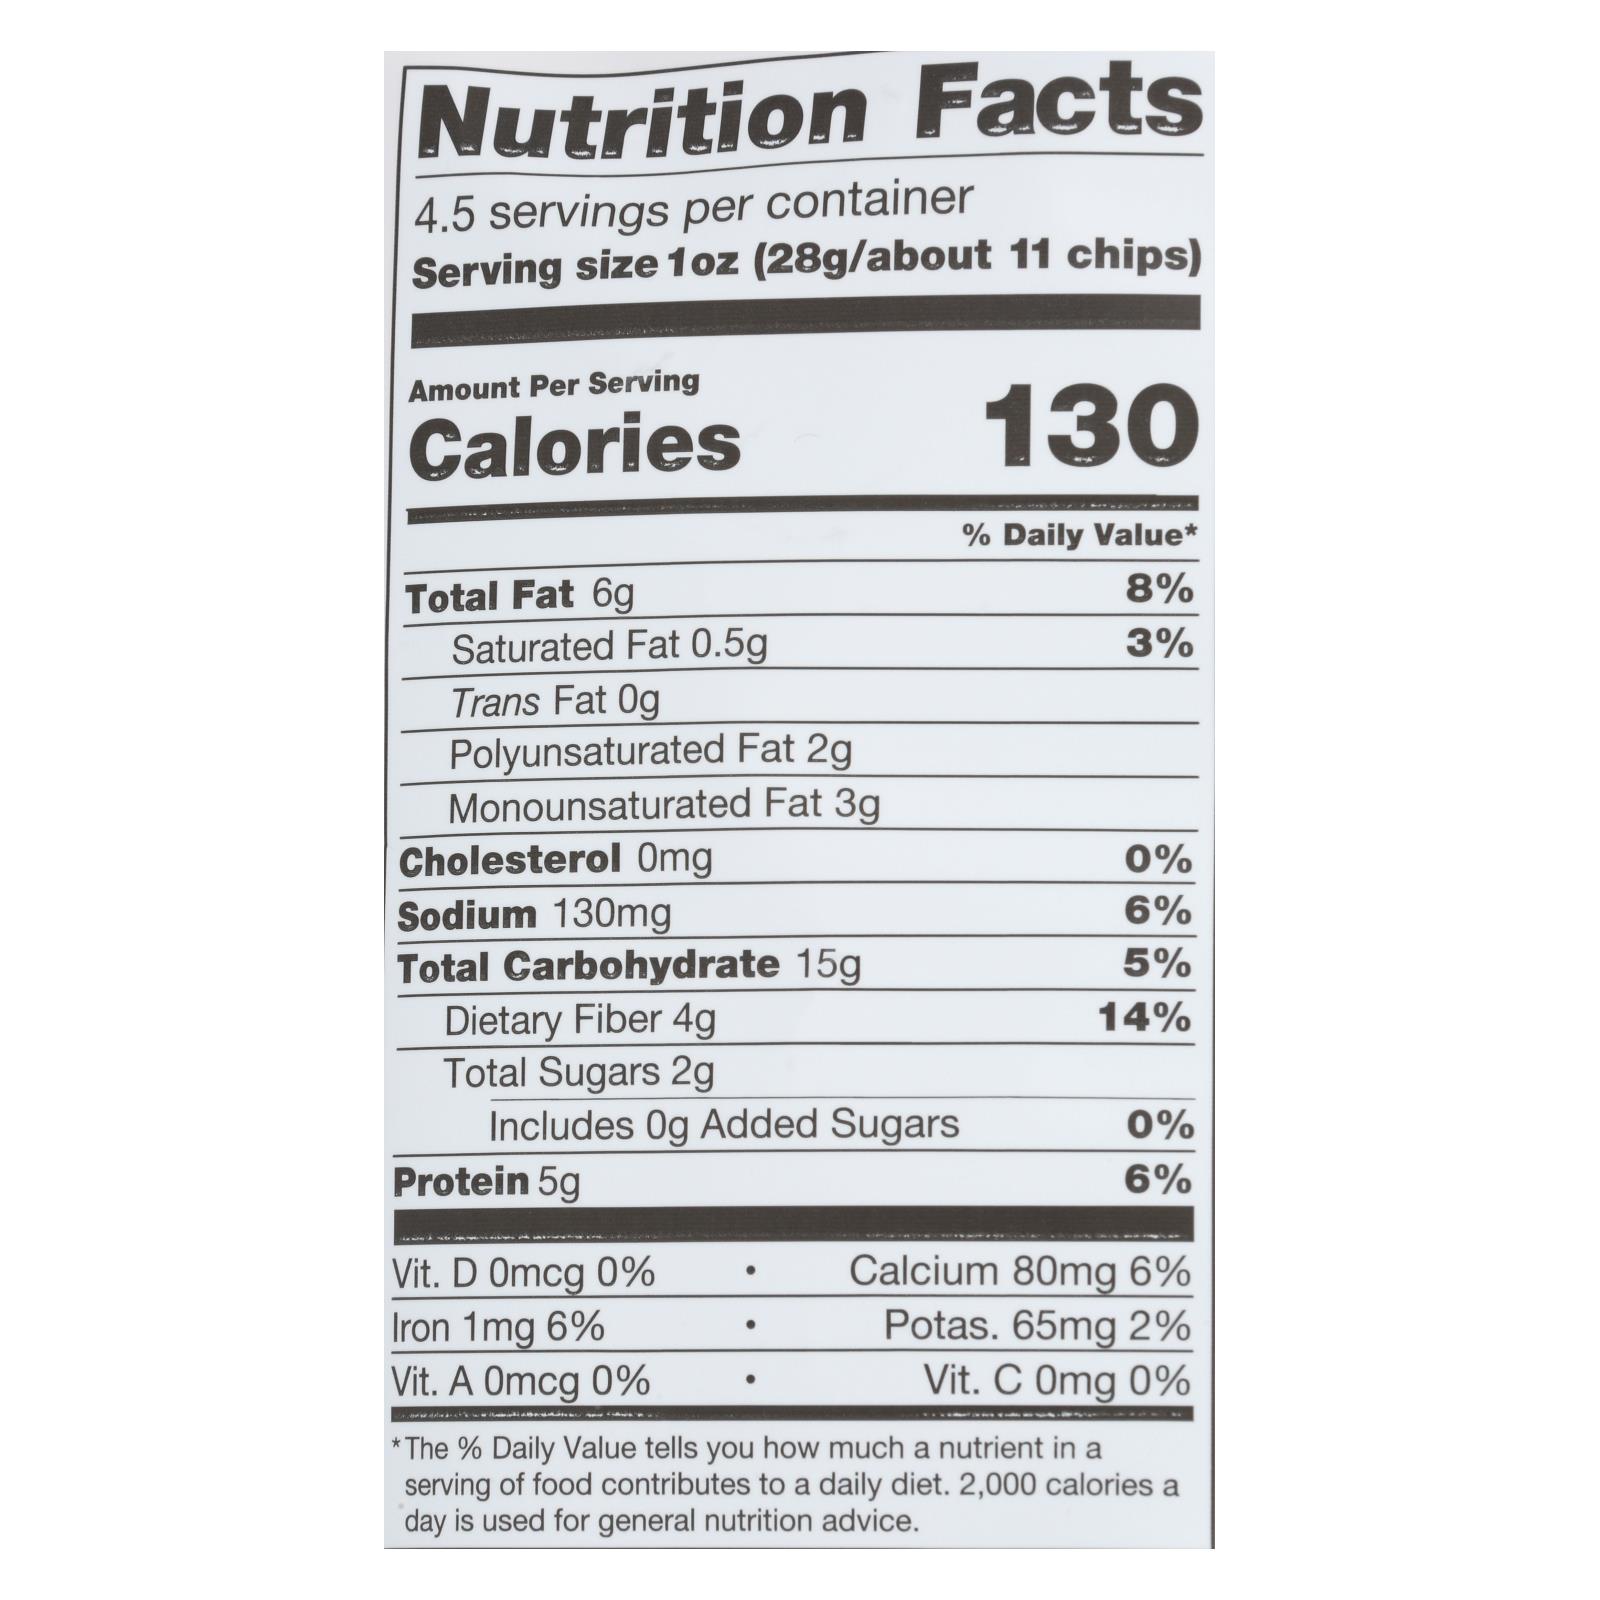 Nutrition Facts
4.5 servings per container
Serving size 1oz (28g/about 11 chips)
Amount Per Serving
Calories 130
% Daily Value*
Total Fat 6g 8%
Saturated Fat 0.5g 3%
Trans Fat 0g
Polyunsaturated Fat 2g
Monounsaturated Fat 3g
Cholesterol 0mg 0%
Sodium 130mg 6%
Total Carbohydrate 15g 5%
Dietary Fiber 4g 14%
Total Sugars 2g
Includes 0g Added Sugars 0%
Protein 5g 6%
Vit. D 0mcg 0% • Calcium 80mg 6%
Iron 1mg 6% • Potas. 65mg 2%
Vit. A 0mcg 0% • Vit. C 0mg 0%
*The % Daily Value tells you how much a nutrient in a
serving of food contributes to a daily diet. 2,000 calories a
day is used for general nutrition advice.